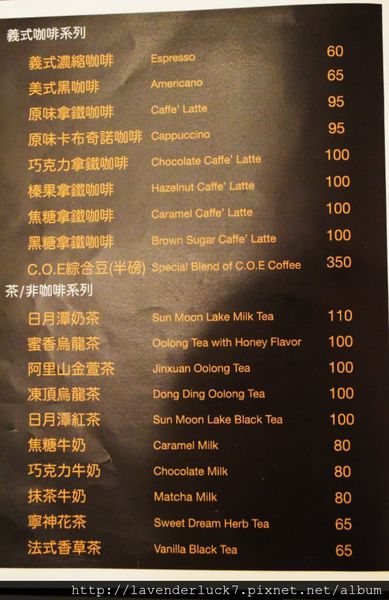 義式咖啡系列
義式濃縮咖啡 Espresso 60
美式黑咖啡 Americano 65
原味拿鐵咖啡 Caffe' Latte 95
原味卡布奇諾咖啡 Cappuccino 95
巧克力拿鐵咖啡 Chocolate Caffe' Latte 100
榛果拿鐵咖啡 Hazelnut Caffe' Latte 100
焦糖拿鐵咖啡 Caramel Caffe' Latte 100
黑糖拿鐵咖啡 Brown Sugar Caffe' Latte 100
C.O.E綜合豆(半磅) Special Blend of C.O.E Coffee 350
茶/非咖啡系列
日月潭奶茶 Sun Moon Lake Milk Tea 110
蜜香烏龍茶 Oolong Tea with Honey Flavor 100
阿里山金萱茶 Jinxuan Oolong Tea 100
凍頂烏龍茶 Dong Ding Oolong Tea 100
日月潭紅茶 Sun Moon Lake Black Tea 100
焦糖牛奶 Caramel Milk 80
巧克力牛奶 Chocolate Milk 80
抹茶牛奶 Matcha Milk 80
寧神花茶 Sweet Dream Herb Tea 65
法式香草茶 Vanilla Black Tea 65
http://lavenderluck7.pixnet.net/album